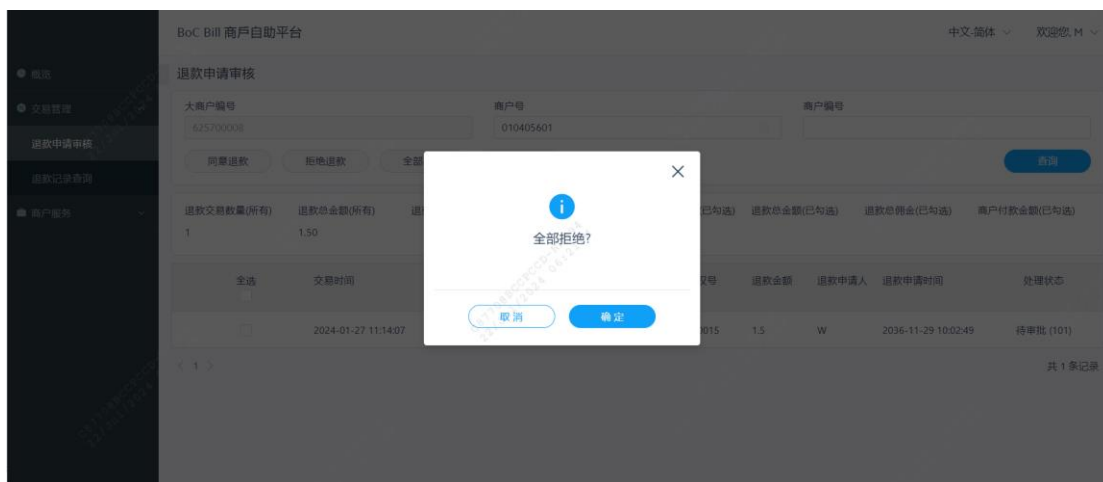 BoC Bill 商戶自助平台
中文-简体
欢迎您, M
概览
交易管理
退款申请审核
退款记录查询
商户服务
退款申请审核
大商户编号
商户号
商户编号
625700008
010405601
同意退款
拒绝退款
全部
查询
全部拒绝?
取消
确定
退款交易数量(所有)
退款总金额(所有)
(已勾选)
退款总金额(已勾选)
退款总佣金(已勾选)
商户付款金额(已勾选)
1
1.50
全选
交易时间
退款金额
退款申请人
退款申请时间
处理状态
2024-01-27 11:14:07
1.5
W
2036-11-29 10:02:49
待审批 (101)
< 1 >
共 1 条记录